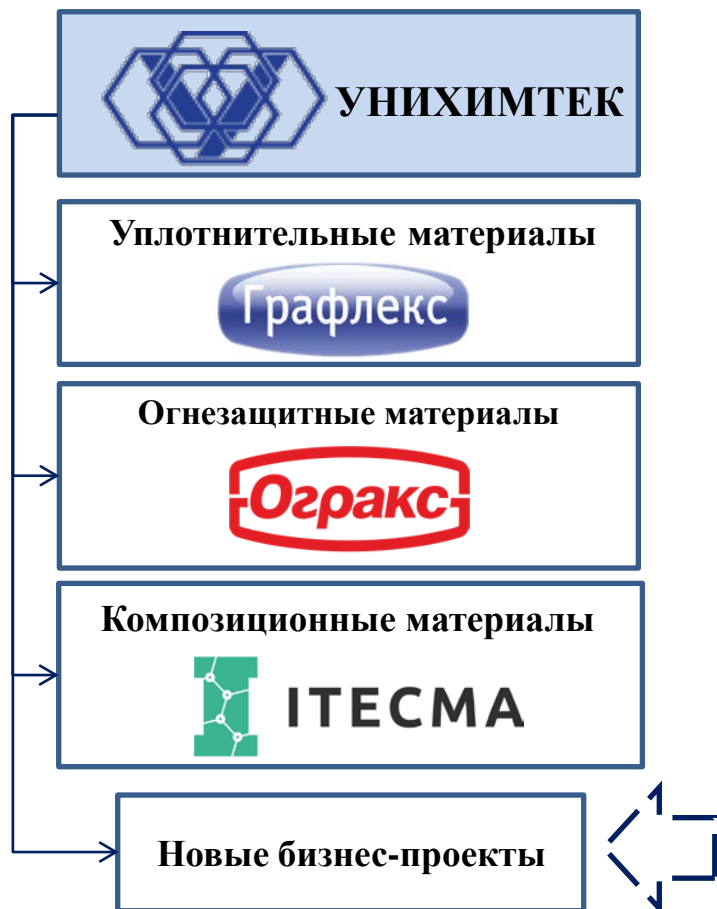 УНИХИМТЕК
Уплотнительные материалы
Графлекс
Огнезащитные материалы
Огракс
Композиционные материалы
ITECMA
Новые бизнес-проекты